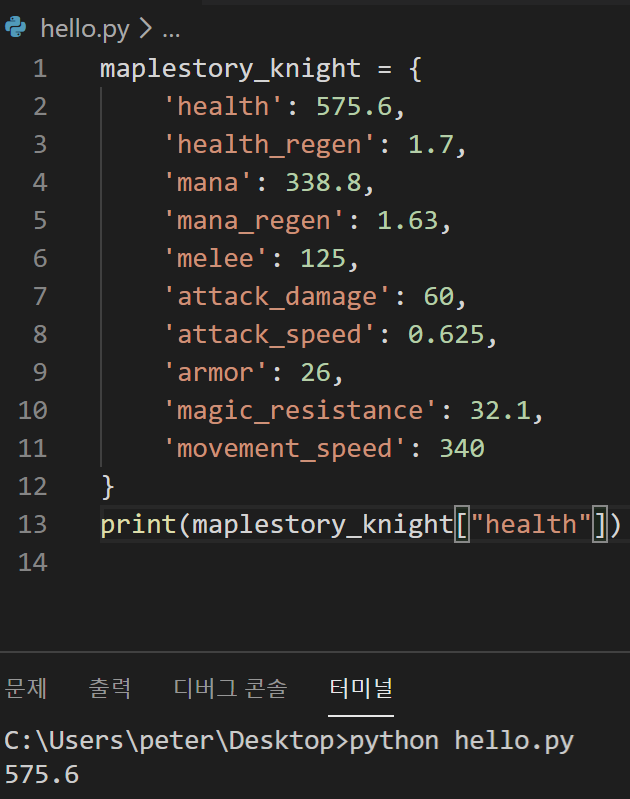 hello.py > ...
1 maplestory_knight = {
2     'health': 575.6,
3     'health_regen': 1.7,
4     'mana': 338.8,
5     'mana_regen': 1.63,
6     'melee': 125,
7     'attack_damage': 60,
8     'attack_speed': 0.625,
9     'armor': 26,
10     'magic_resistance': 32.1,
11     'movement_speed': 340
12 }
13 print(maplestory_knight["health"])
14
문제 출력 디버그 콘솔 터미널
C:\Users\peter\Desktop>python hello.py
575.6